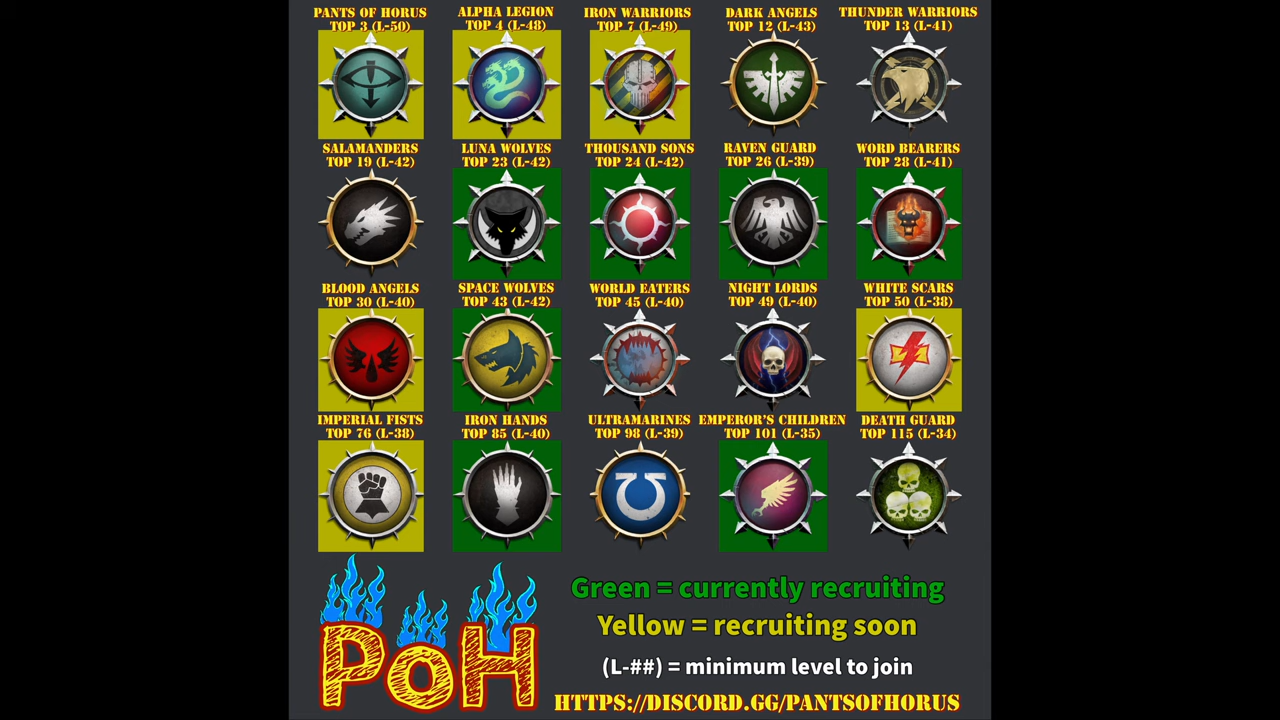 PANTS OF HORUS
TOP 3 (L-50)
ALPHA LEGION
TOP 4 (L-48)
IRON WARRIORS
TOP 7 (L-49)
DARK ANGELS
TOP 12 (L-43)
THUNDER WARRIORS
TOP 13 (L-41)
SALAMANDERS
TOP 19 (L-42)
LUNA WOLVES
TOP 23 (L-42)
THOUSAND SONS
TOP 24 (L-42)
RAVEN GUARD
TOP 26 (L-39)
WORD BEARERS
TOP 28 (L-41)
BLOOD ANGELS
TOP 30 (L-40)
SPACE WOLVES
TOP 43 (L-42)
WORLD EATERS
TOP 45 (L-40)
NIGHT LORDS
TOP 49 (L-40)
WHITE SCARS
TOP 50 (L-38)
IMPERIAL FISTS
TOP 76 (L-38)
IRON HANDS
TOP 85 (L-40)
ULTRAMARINES
TOP 98 (L-39)
EMPEROR'S CHILDREN
TOP 101 (L-35)
DEATH GUARD
TOP 115 (L-34)
PoH
Green = currently recruiting
Yellow = recruiting soon
(L-##) = minimum level to join
HTTPS://DISCORD.GG/PANTSOFHORUS